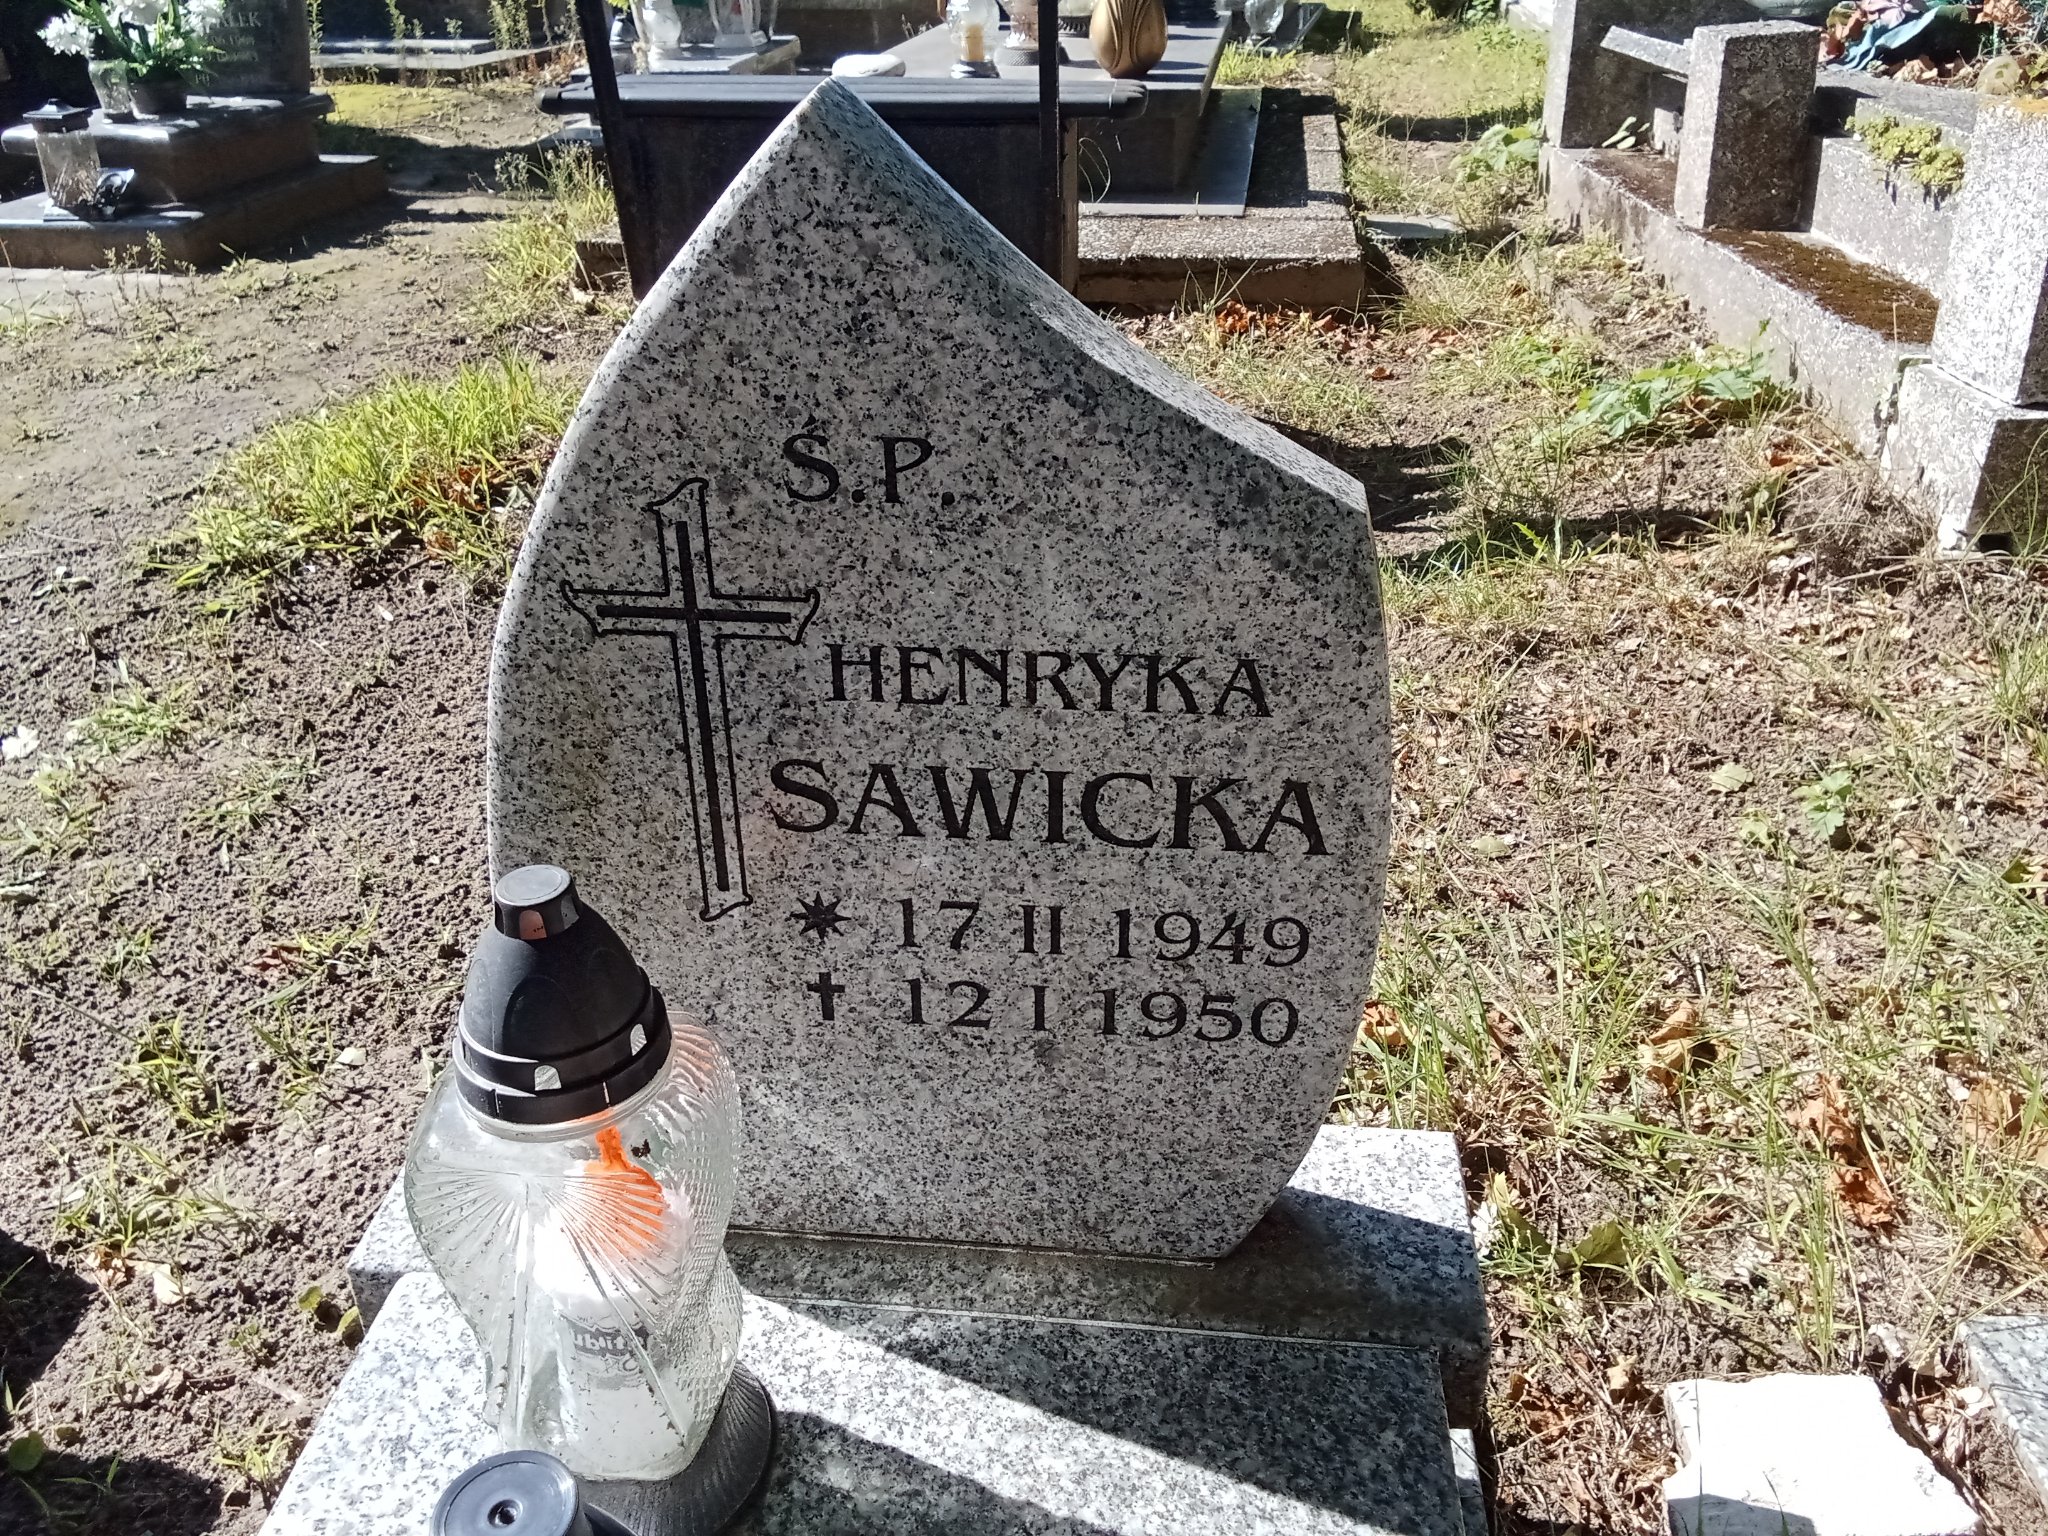 Ś.P.
HENRYKA
SAWICKA
* 17 II 1949
✝ 12 I 1950